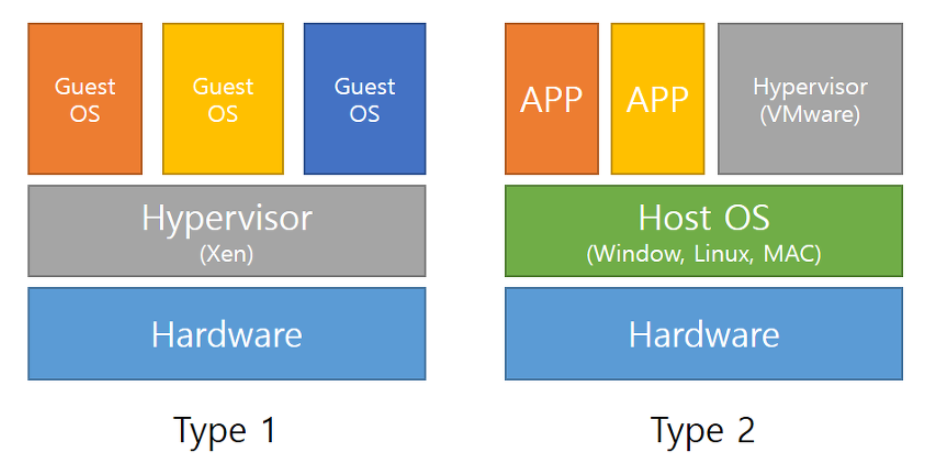 Guest
OS
Guest
OS
Guest
OS
Hypervisor
(Xen)
Hardware
Type 1
APP
APP
Hypervisor
(VMware)
Host OS
(Window, Linux, MAC)
Hardware
Type 2